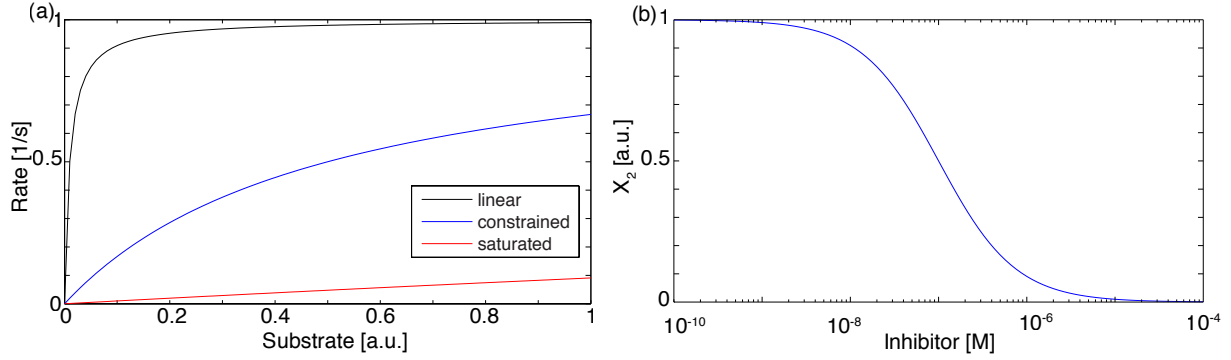 (a)
1
0.5
0
Rate [1/s]
linear
constrained
saturated
0 0.2 0.4 0.6 0.8 1
Substrate [a.u.]
(b)
1
0.5
0
X_2 [a.u.]
10^-10 10^-8 10^-6 10^-4
Inhibitor [M]